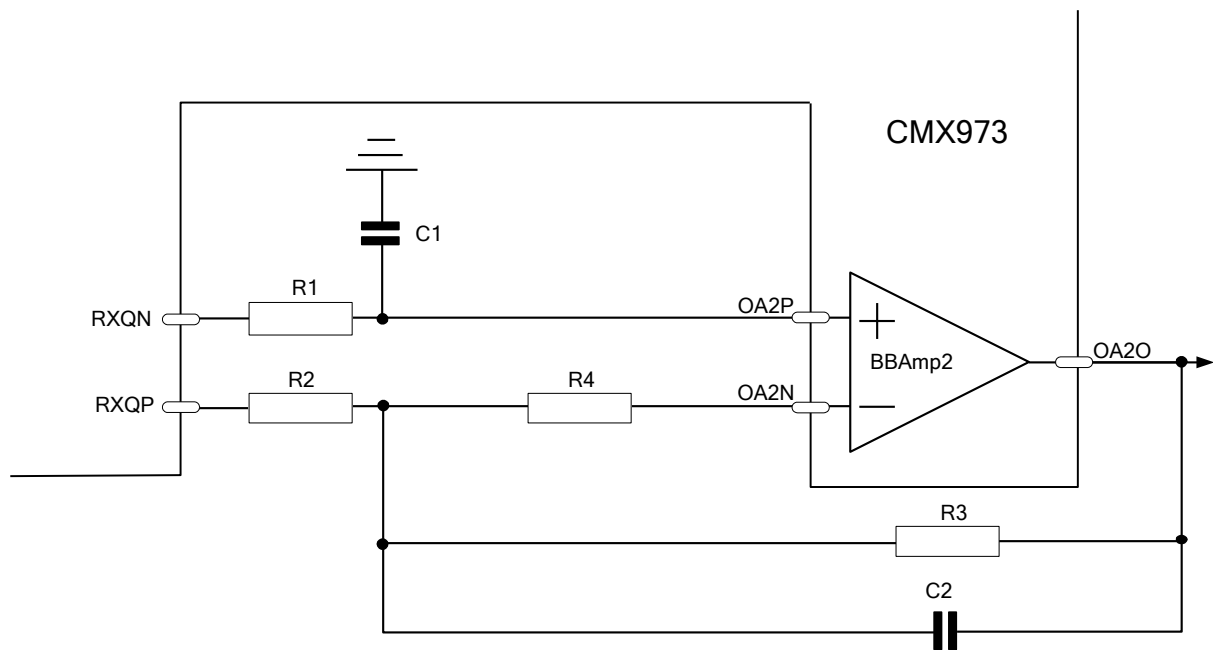 CMX973
C1
R1
RXQN
OA2P
BBAmp2
OA2O
R2
R4
RXQP
OA2N
R3
C2